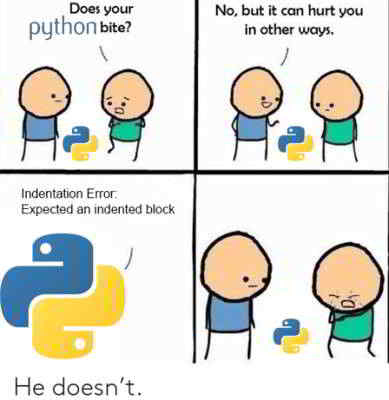 Does your
python bite?
No, but it can hurt you
in other ways.
Indentation Error:
Expected an indented block
He doesn't.